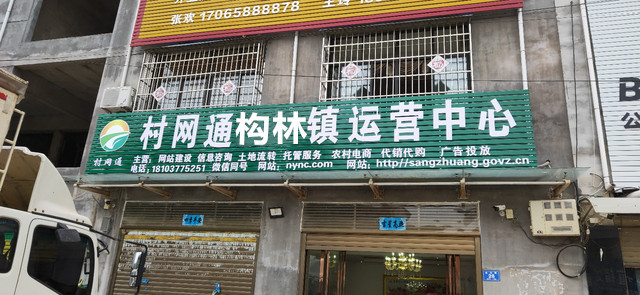 张欢 17065888878
村网通构林镇运营中心
村网通
主营：网站建设 信息咨询 土地流转 托管服务 农村电商 代销代购 广告投放
电话：18103775251 微信同号 网站：nync.com 网站：http//sangzhuang.govz.cn